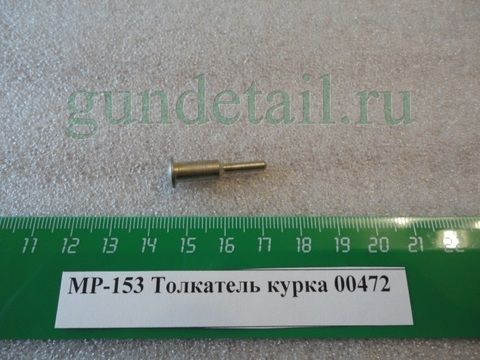 gundetail.ru
11 12 13 14 15 16 17 18 19 20 21 22
МР-153 Толкатель курка 00472